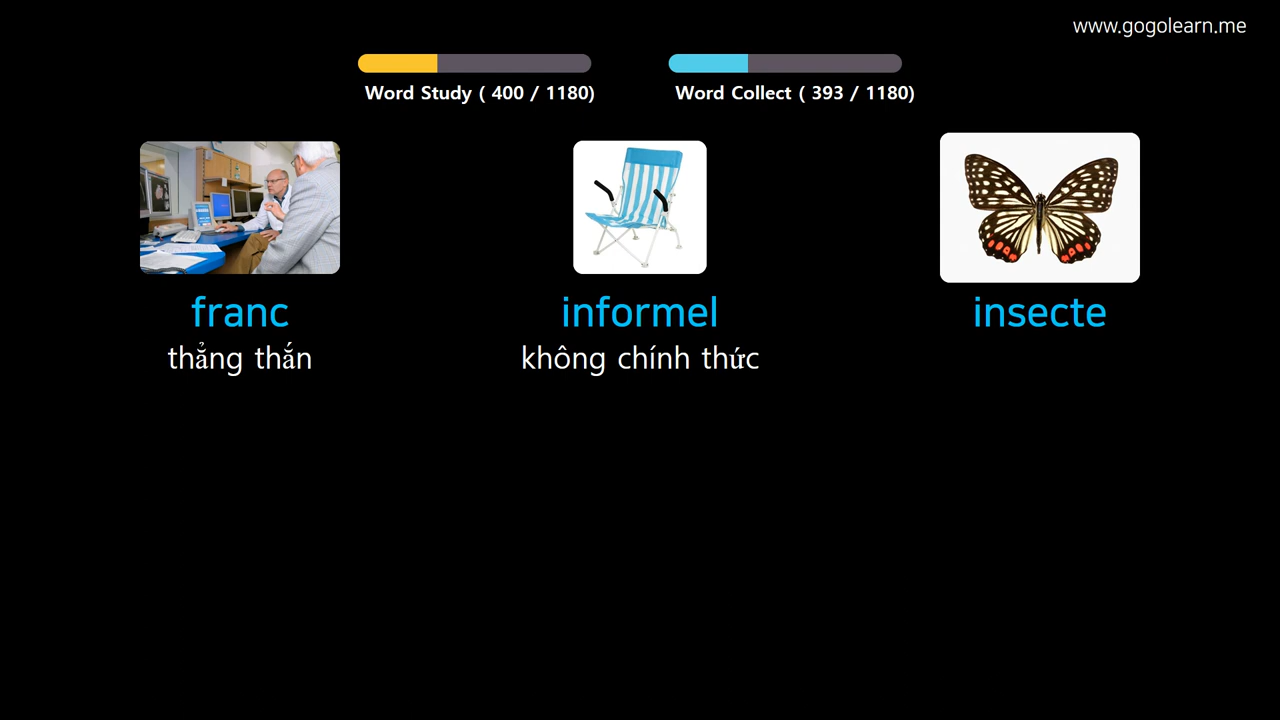 www.gogolearn.me
Word Study ( 400 / 1180)
Word Collect ( 393 / 1180)
franc
informel
insecte
thẳng thắn
không chính thức